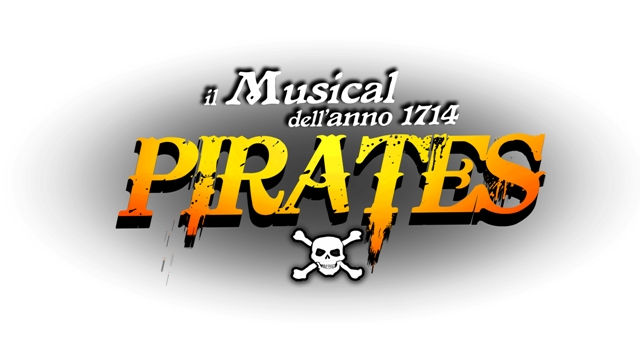 il Musical
dell'anno 1714
PIRATES